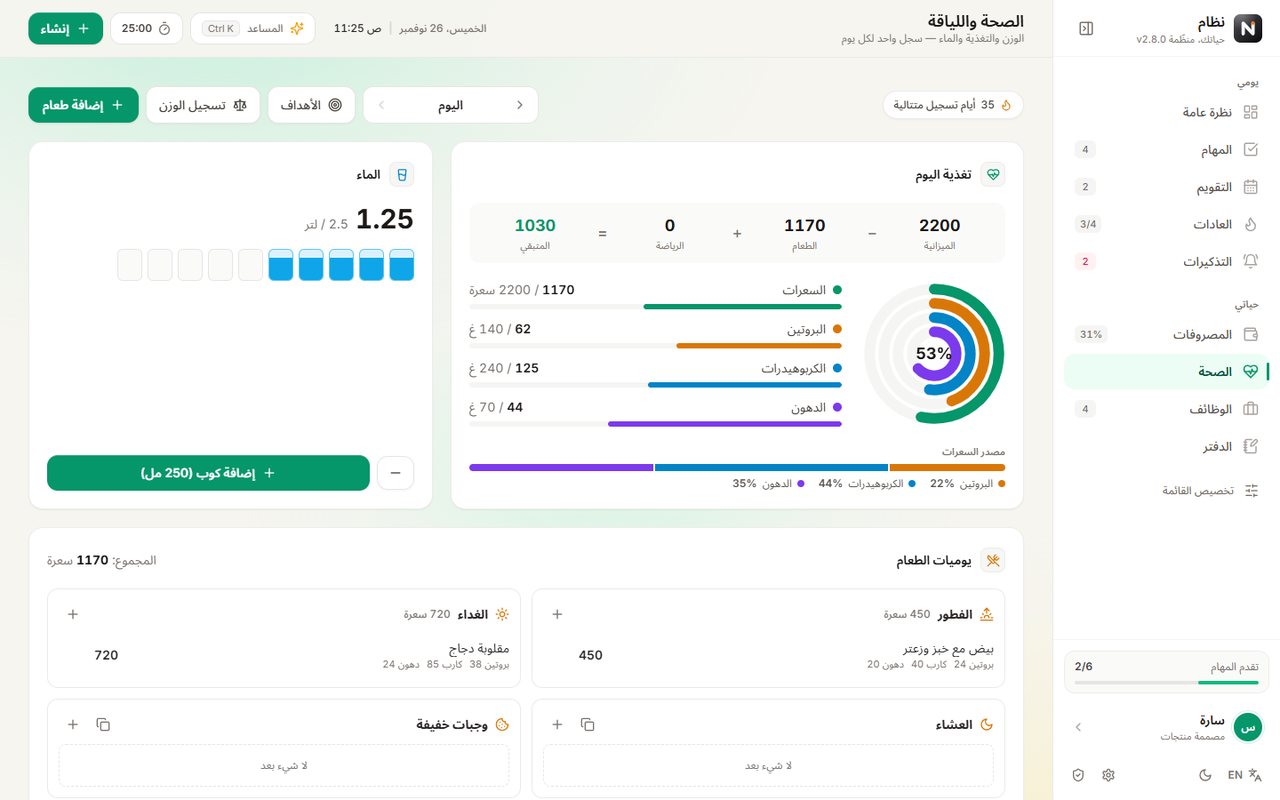 نظام
حياتك، منظّمة v2.8.0
يومي
نظرة عامة
المهام 4
التقويم 2
العادات 3/4
التذكيرات 2
حياتي
المصروفات 31%
الصحة
الوظائف 4
الدفتر
تخصيص القائمة
تقدم المهام 2/6
س
سارة
مصممة منتجات
EN
الصحة واللياقة
الوزن والتغذية والماء — سجل واحد لكل يوم
الخميس، 26 نوفمبر
11:25 ص
المساعد Ctrl K
25:00
إنشاء
35 أيام تسجيل متتالية
اليوم
الأهداف
تسجيل الوزن
إضافة طعام
تغذية اليوم
2200 − 1170 + 0 = 1030
الميزانية الطعام الرياضة المتبقي
53%
السعرات 1170 / 2200 سعرة
البروتين 62 / 140 غ
الكربوهيدرات 125 / 240 غ
الدهون 44 / 70 غ
مصدر السعرات
البروتين 22% الكربوهيدرات 44% الدهون 35%
الماء
1.25 2.5 / لتر
إضافة كوب (250 مل)
يوميات الطعام
المجموع: 1170 سعرة
الفطور 450 سعرة
بيض مع خبز وزعتر 450
بروتين 24 كارب 40 دهون 20
الغداء 720 سعرة
مقلوبة دجاج 720
بروتين 38 كارب 85 دهون 24
العشاء
لا شيء بعد
وجبات خفيفة
لا شيء بعد